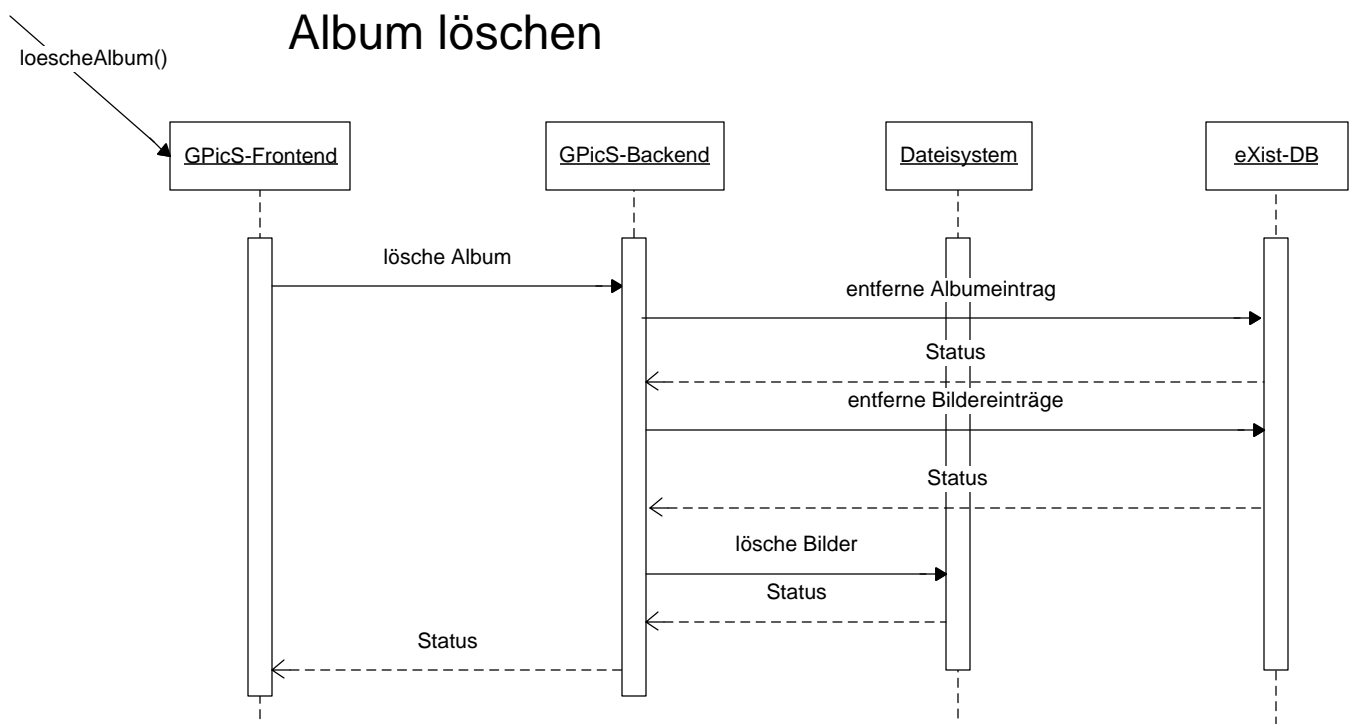 Album löschen
loescheAlbum()
GPicS-Frontend
GPicS-Backend
Dateisystem
eXist-DB
lösche Album
entferne Albumeintrag
Status
entferne Bildereinträge
Status
lösche Bilder
Status
Status